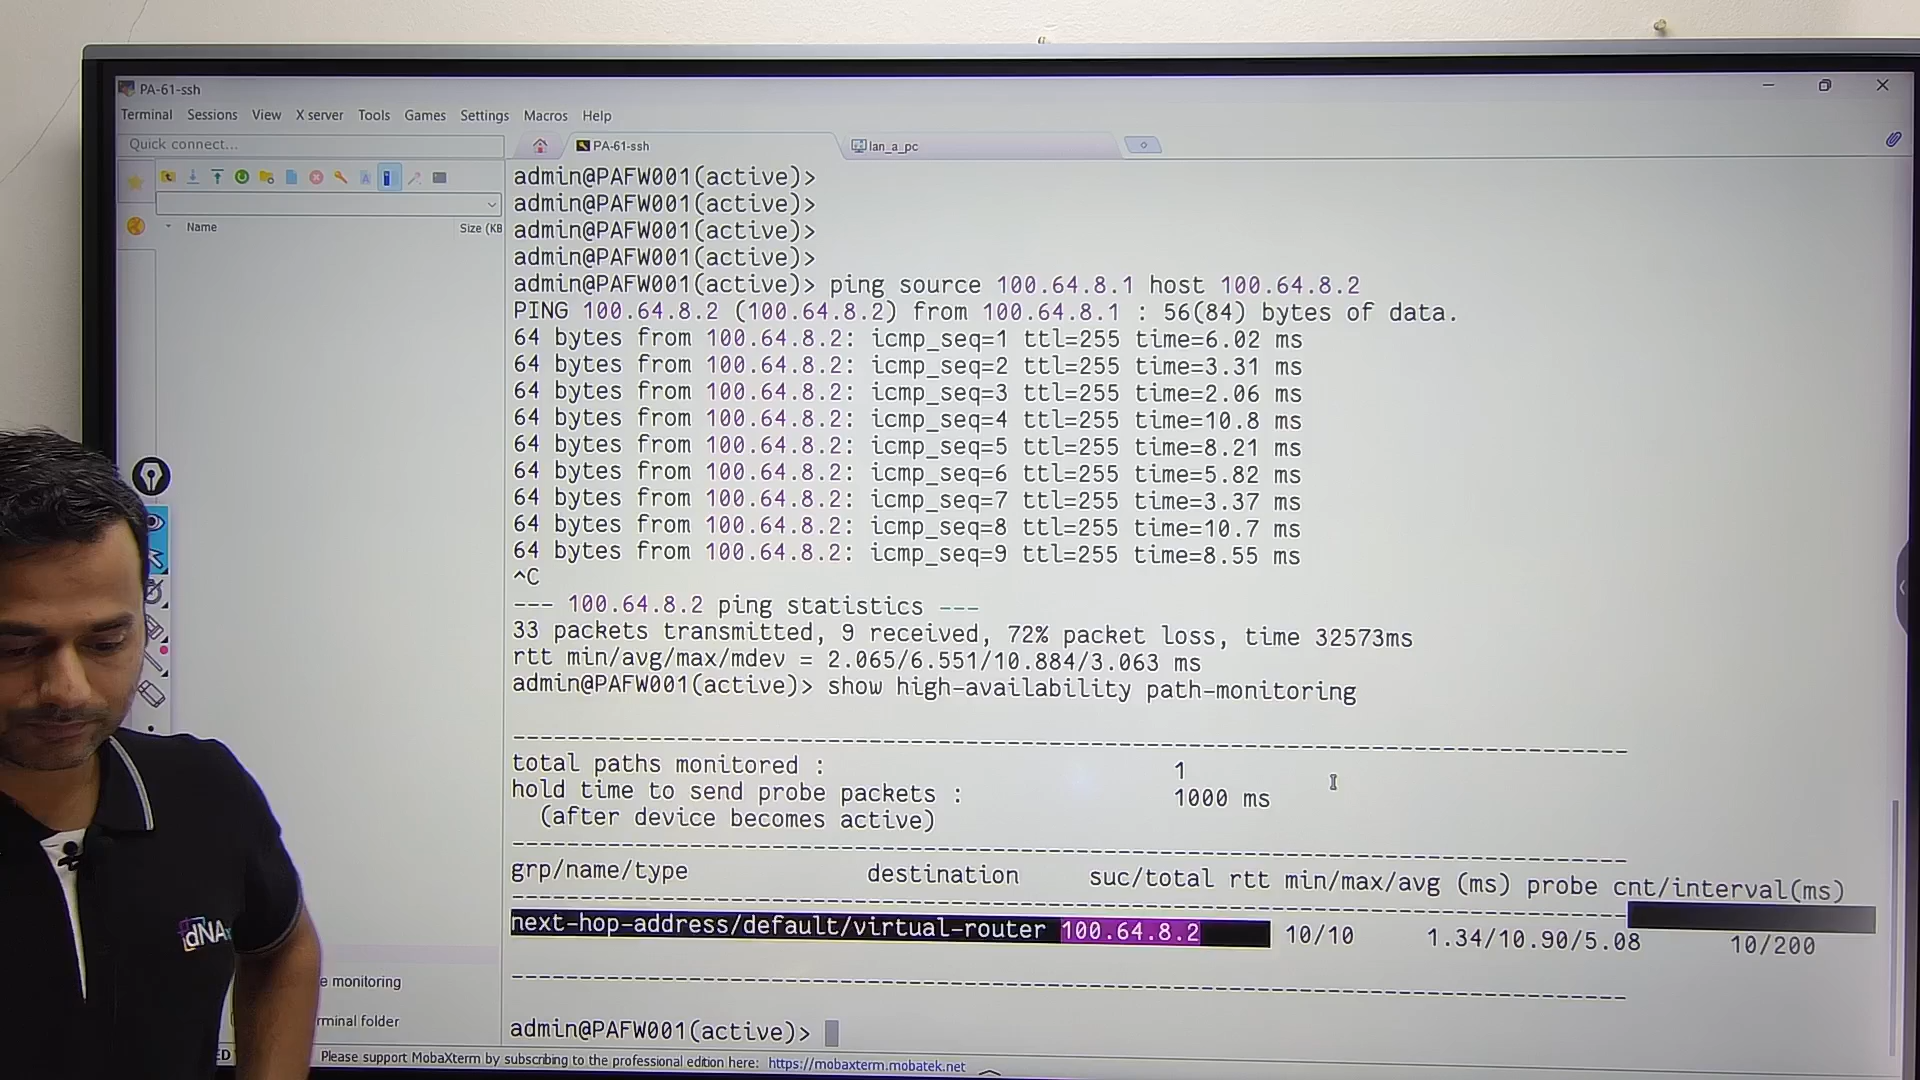 PA-61-ssh
Terminal Sessions View X server Tools Games Settings Macros Help
Quick connect...
PA-61-ssh
lan_a_pc
Name
Size (KB
admin@PAFW001(active)>
admin@PAFW001(active)>
admin@PAFW001(active)>
admin@PAFW001(active)>
admin@PAFW001(active)> ping source 100.64.8.1 host 100.64.8.2
PING 100.64.8.2 (100.64.8.2) from 100.64.8.1 : 56(84) bytes of data.
64 bytes from 100.64.8.2: icmp_seq=1 ttl=255 time=6.02 ms
64 bytes from 100.64.8.2: icmp_seq=2 ttl=255 time=3.31 ms
64 bytes from 100.64.8.2: icmp_seq=3 ttl=255 time=2.06 ms
64 bytes from 100.64.8.2: icmp_seq=4 ttl=255 time=10.8 ms
64 bytes from 100.64.8.2: icmp_seq=5 ttl=255 time=8.21 ms
64 bytes from 100.64.8.2: icmp_seq=6 ttl=255 time=5.82 ms
64 bytes from 100.64.8.2: icmp_seq=7 ttl=255 time=3.37 ms
64 bytes from 100.64.8.2: icmp_seq=8 ttl=255 time=10.7 ms
64 bytes from 100.64.8.2: icmp_seq=9 ttl=255 time=8.55 ms
^C
--- 100.64.8.2 ping statistics ---
33 packets transmitted, 9 received, 72% packet loss, time 32573ms
rtt min/avg/max/mdev = 2.065/6.551/10.884/3.063 ms
admin@PAFW001(active)> show high-availability path-monitoring
total paths monitored : 1
hold time to send probe packets : 1000 ms
(after device becomes active)
grp/name/type destination suc/total rtt min/max/avg (ms) probe cnt/interval(ms)
next-hop-address/default/virtual-router 100.64.8.2 10/10 1.34/10.90/5.08 10/200
admin@PAFW001(active)>
dNA
e monitoring
rminal folder
ED
Please support MobaXterm by subscribing to the professional edition here: https://mobaxterm.mobatek.net